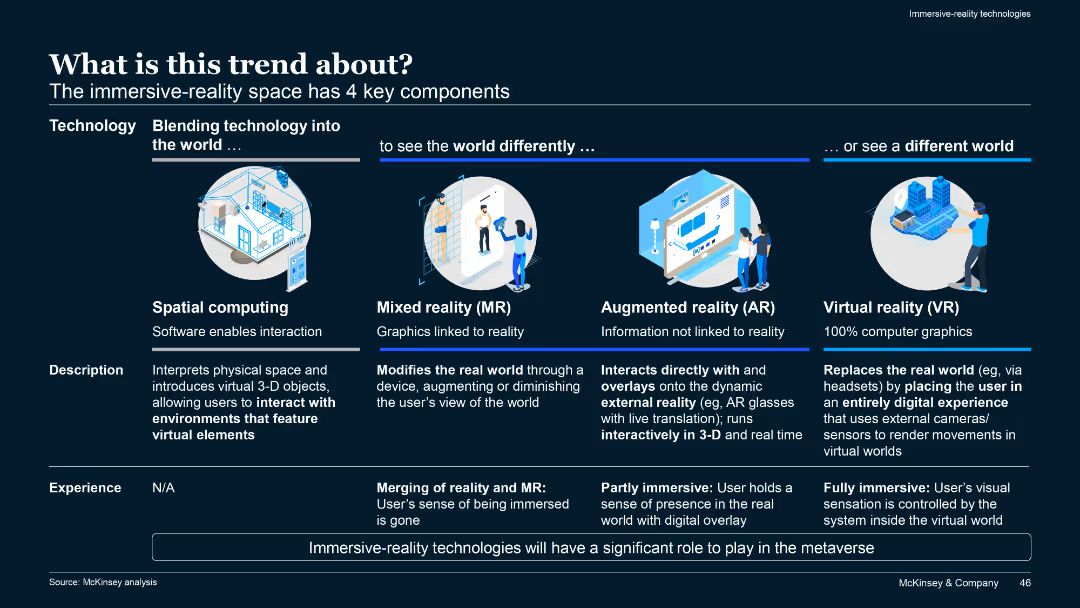 Immersive-reality technologies
What is this trend about?
The immersive-reality space has 4 key components
Technology
Blending technology into
the world …
to see the world differently …
… or see a different world
Spatial computing
Software enables interaction
Mixed reality (MR)
Graphics linked to reality
Augmented reality (AR)
Information not linked to reality
Virtual reality (VR)
100% computer graphics
Description
Interprets physical space and
introduces virtual 3-D objects,
allowing users to interact with
environments that feature
virtual elements
Modifies the real world through a
device, augmenting or diminishing
the user’s view of the world
Interacts directly with and
overlays onto the dynamic
external reality (eg, AR glasses
with live translation); runs
interactively in 3-D and real time
Replaces the real world (eg, via
headsets) by placing the user in
an entirely digital experience
that uses external cameras/
sensors to render movements in
virtual worlds
Experience
N/A
Merging of reality and MR:
User’s sense of being immersed
is gone
Partly immersive: User holds a
sense of presence in the real
world with digital overlay
Fully immersive: User’s visual
sensation is controlled by the
system inside the virtual world
Immersive-reality technologies will have a significant role to play in the metaverse
Source: McKinsey analysis
McKinsey & Company 46